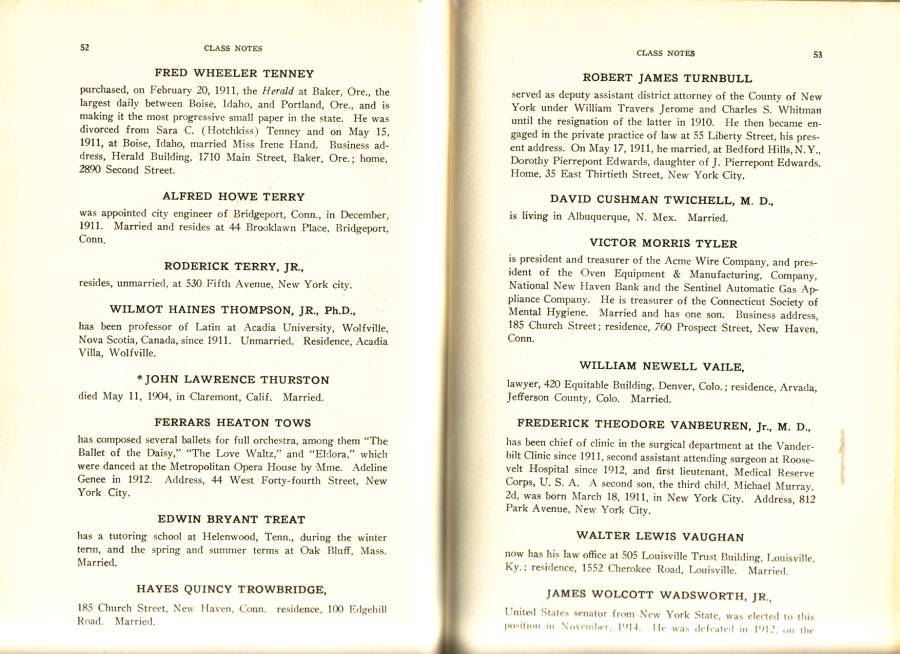 52
CLASS NOTES
FRED WHEELER TENNEY
purchased, on February 20, 1911, the Herald at Baker, Ore., the
largest daily between Boise, Idaho, and Portland, Ore., and is
making it the most progressive small paper in the state. He was
divorced from Sara C. (Hotchkiss) Tenney and on May 15,
1911, at Boise, Idaho, married Miss Irene Hand. Business ad-
dress, Herald Building, 1710 Main Street, Baker, Ore.; home,
2890 Second Street.
ALFRED HOWE TERRY
was appointed city engineer of Bridgeport, Conn., in December,
1911. Married and resides at 44 Brooklawn Place, Bridgeport,
Conn.
RODERICK TERRY, JR.,
resides, unmarried, at 530 Fifth Avenue, New York city.
WILMOT HAINES THOMPSON, JR., Ph.D.,
has been professor of Latin at Acadia University, Wolfville,
Nova Scotia, Canada, since 1911. Unmarried. Residence, Acadia
Villa, Wolfville.
*JOHN LAWRENCE THURSTON
died May 11, 1904, in Claremont, Calif. Married.
FERRARS HEATON TOWS
has composed several ballets for full orchestra, among them "The
Ballet of the Daisy," "The Love Waltz," and "Eldora," which
were danced at the Metropolitan Opera House by Mme. Adeline
Genee in 1912. Address, 44 West Forty-fourth Street, New
York City.
EDWIN BRYANT TREAT
has a tutoring school at Helenwood, Tenn., during the winter
term, and the spring and summer terms at Oak Bluff, Mass.
Married.
HAYES QUINCY TROWBRIDGE,
185 Church Street, New Haven, Conn. residence, 100 Edgehill
Road. Married.
CLASS NOTES
53
ROBERT JAMES TURNBULL
served as deputy assistant district attorney of the County of New
York under William Travers Jerome and Charles S. Whitman
until the resignation of the latter in 1910. He then became en-
gaged in the private practice of law at 55 Liberty Street, his pres-
ent address. On May 17, 1911, he married, at Bedford Hills, N. Y.,
Dorothy Pierrepont Edwards, daughter of J. Pierrepont Edwards.
Home, 35 East Thirtieth Street, New York City.
DAVID CUSHMAN TWICHELL, M. D.,
is living in Albuquerque, N. Mex. Married.
VICTOR MORRIS TYLER
is president and treasurer of the Acme Wire Company, and pres-
ident of the Oven Equipment & Manufacturing, Company,
National New Haven Bank and the Sentinel Automatic Gas Ap-
pliance Company. He is treasurer of the Connecticut Society of
Mental Hygiene. Married and has one son. Business address,
185 Church Street; residence, 760 Prospect Street, New Haven,
Conn.
WILLIAM NEWELL VAILE,
lawyer, 420 Equitable Building, Denver, Colo.; residence, Arvada,
Jefferson County, Colo. Married.
FREDERICK THEODORE VANBEUREN, Jr., M. D.,
has been chief of clinic in the surgical department at the Vander-
bilt Clinic since 1911, second assistant attending surgeon at Roose-
velt Hospital since 1912, and first lieutenant, Medical Reserve
Corps, U. S. A. A second son, the third child, Michael Murray,
2d, was born March 18, 1911, in New York City. Address, 812
Park Avenue, New York City.
WALTER LEWIS VAUGHAN
now has his law office at 505 Louisville Trust Building, Louisville,
Ky.; residence, 1552 Cherokee Road, Louisville. Married.
JAMES WOLCOTT WADSWORTH, JR.,
United States senator from New York State, was elected to this
position in November, 1914. He was defeated in 1912, on the